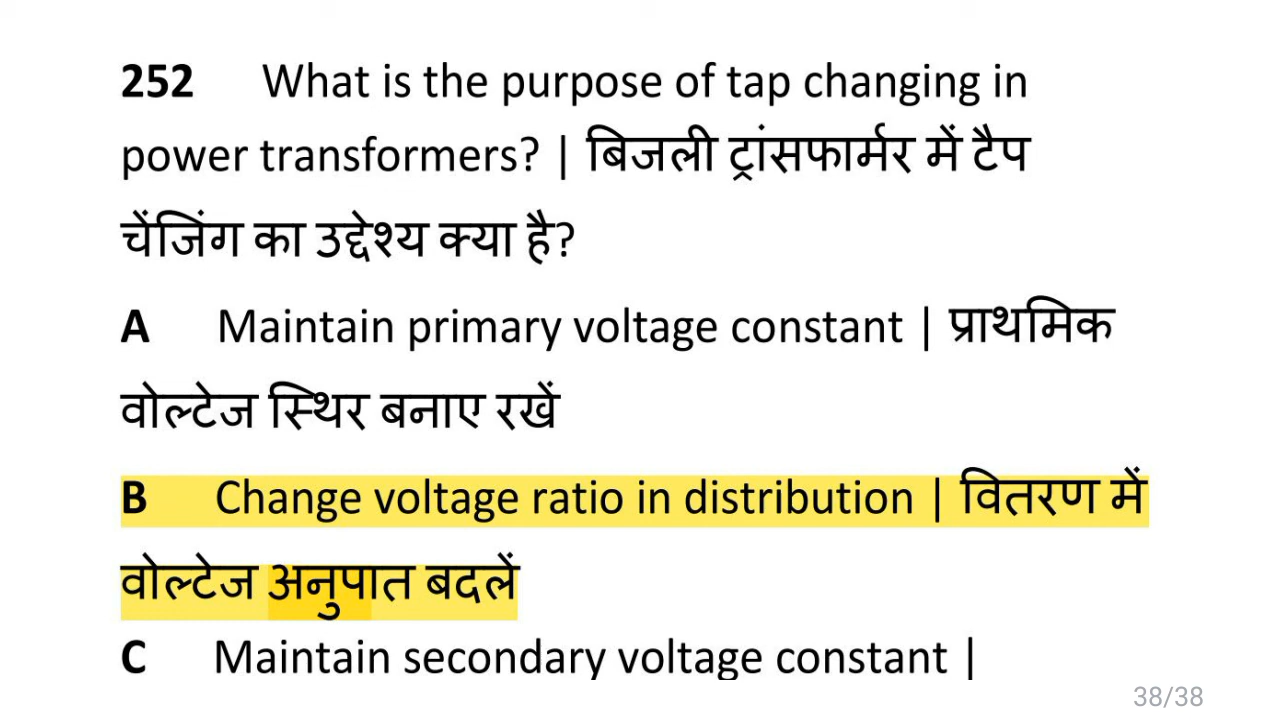 252 What is the purpose of tap changing in
power transformers? | बिजली ट्रांसफार्मर में टैप
चेंजिंग का उद्देश्य क्या है?
A Maintain primary voltage constant | प्राथमिक
वोल्टेज स्थिर बनाए रखें
B Change voltage ratio in distribution | वितरण में
वोल्टेज अनुपात बदलें
C Maintain secondary voltage constant |
38/38